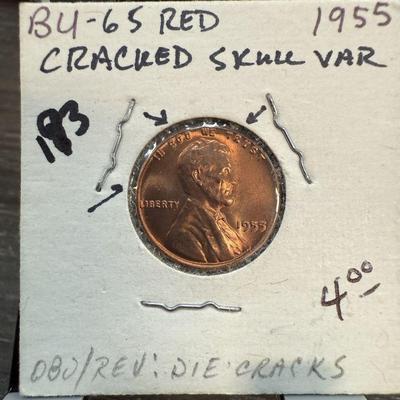 BU-65 RED 1955
CRACKED SKULL VAR
183
IN GOD WE TRUST
LIBERTY
1955
4.00
OBV/REV: DIE CRACKS